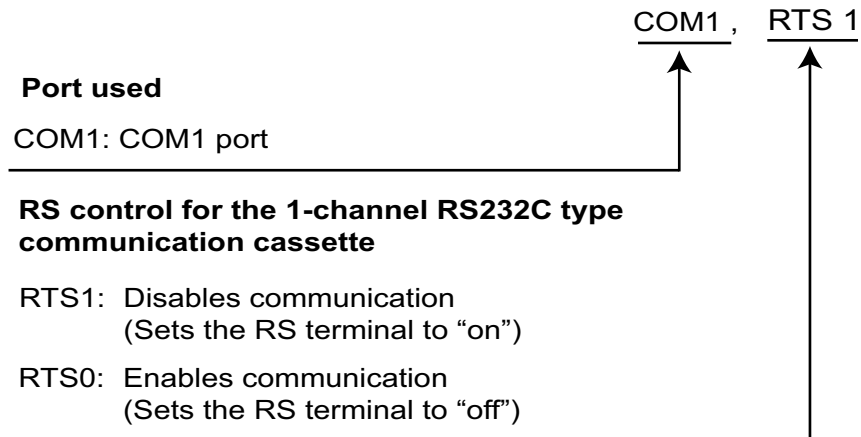 COM1 , RTS 1
Port used
COM1: COM1 port
RS control for the 1-channel RS232C type
communication cassette
RTS1: Disables communication
(Sets the RS terminal to “on”)
RTS0: Enables communication
(Sets the RS terminal to “off”)